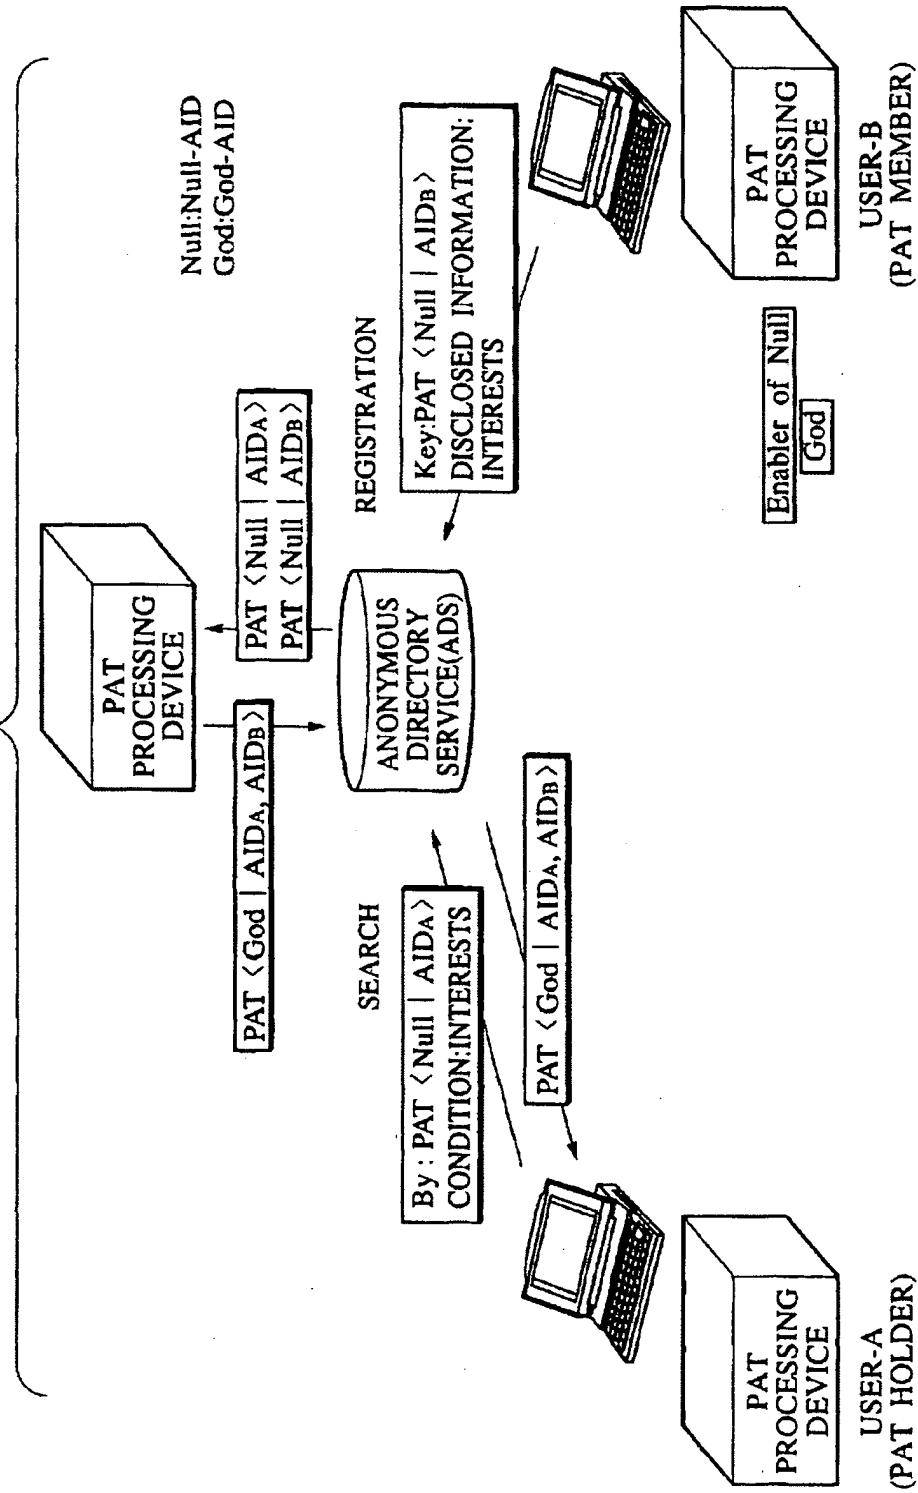 PAT
PROCESSING
DEVICE
Null:Null-AID
God:God-AID
PAT <God | AIDA, AIDB>
PAT <Null | AIDA>
PAT <Null | AIDB>
ANONYMOUS
DIRECTORY
SERVICE(ADS)
SEARCH
By : PAT <Null | AIDA>
CONDITION:INTERESTS
PAT <God | AIDA, AIDB>
REGISTRATION
Key:PAT <Null | AIDB>
DISCLOSED INFORMATION:
INTERESTS
PAT
PROCESSING
DEVICE
USER-A
(PAT HOLDER)
Enabler of Null
God
PAT
PROCESSING
DEVICE
USER-B
(PAT MEMBER)